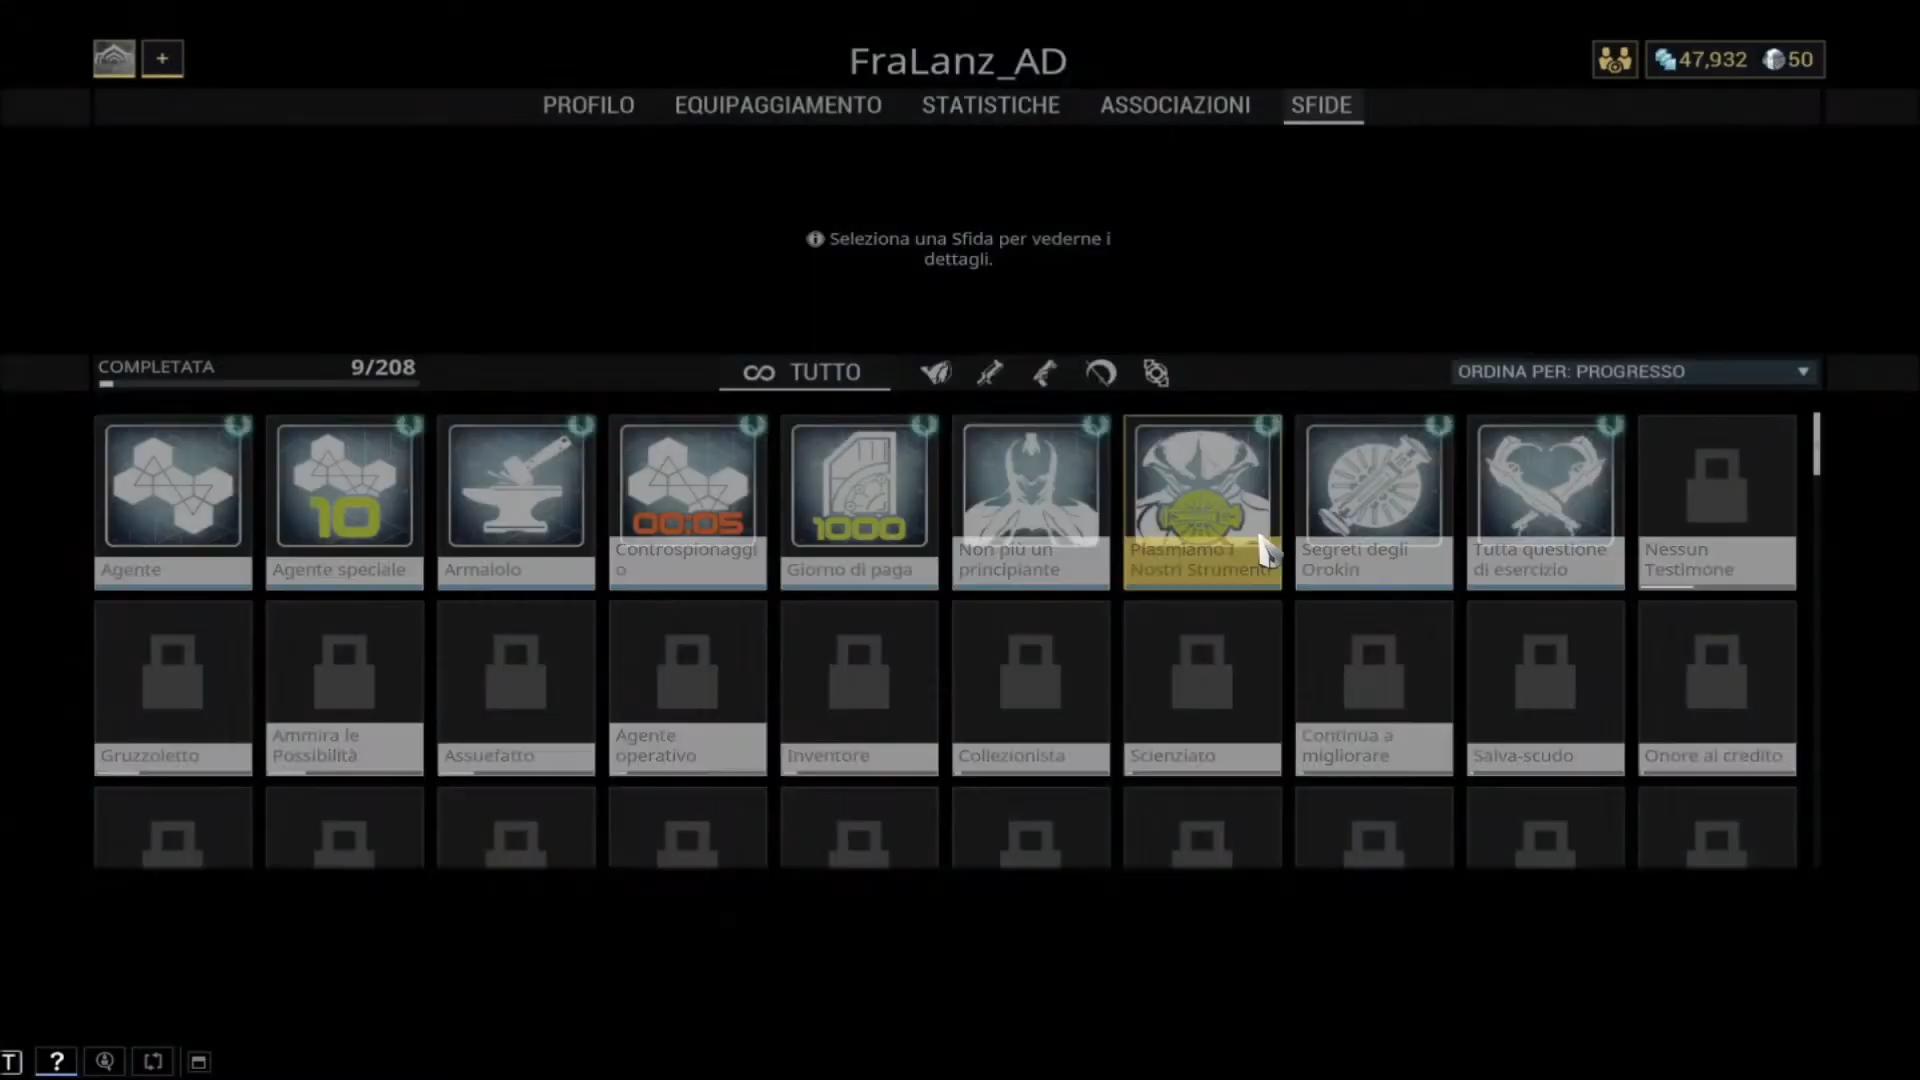 FraLanz_AD
47,932 50
PROFILO EQUIPAGGIAMENTO STATISTICHE ASSOCIAZIONI SFIDE
Seleziona una Sfida per vederne i
dettagli.
COMPLETATA 9/208
TUTTO
ORDINA PER: PROGRESSO
Agente
10
Agente speciale
Armaiolo
00:05
Controspionaggi
o
1000
Giorno di paga
Non più un
principiante
Plasmiamo i
Nostri Strumenti
Segreti degli
Orokin
Tutta questione
di esercizio
Nessun
Testimone
Gruzzoletto
Ammira le
Possibilità
Assuefatto
Agente
operativo
Inventore
Collezionista
Scienziato
Continua a
migliorare
Salva-scudo
Onore al credito
T ?